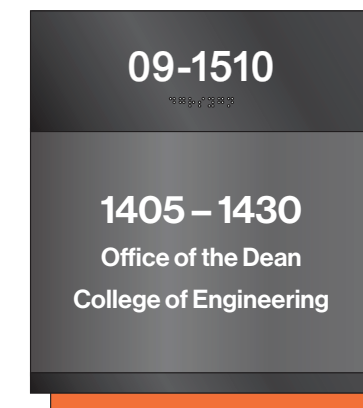 09-1510
1405 – 1430
Office of the Dean
College of Engineering